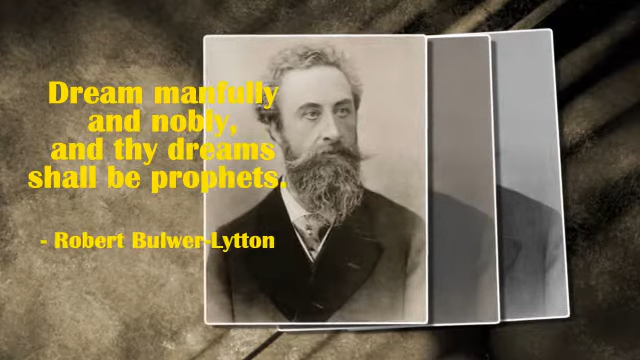 Dream manfully
and nobly,
and thy dreams
shall be prophets.
- Robert Bulwer-Lytton